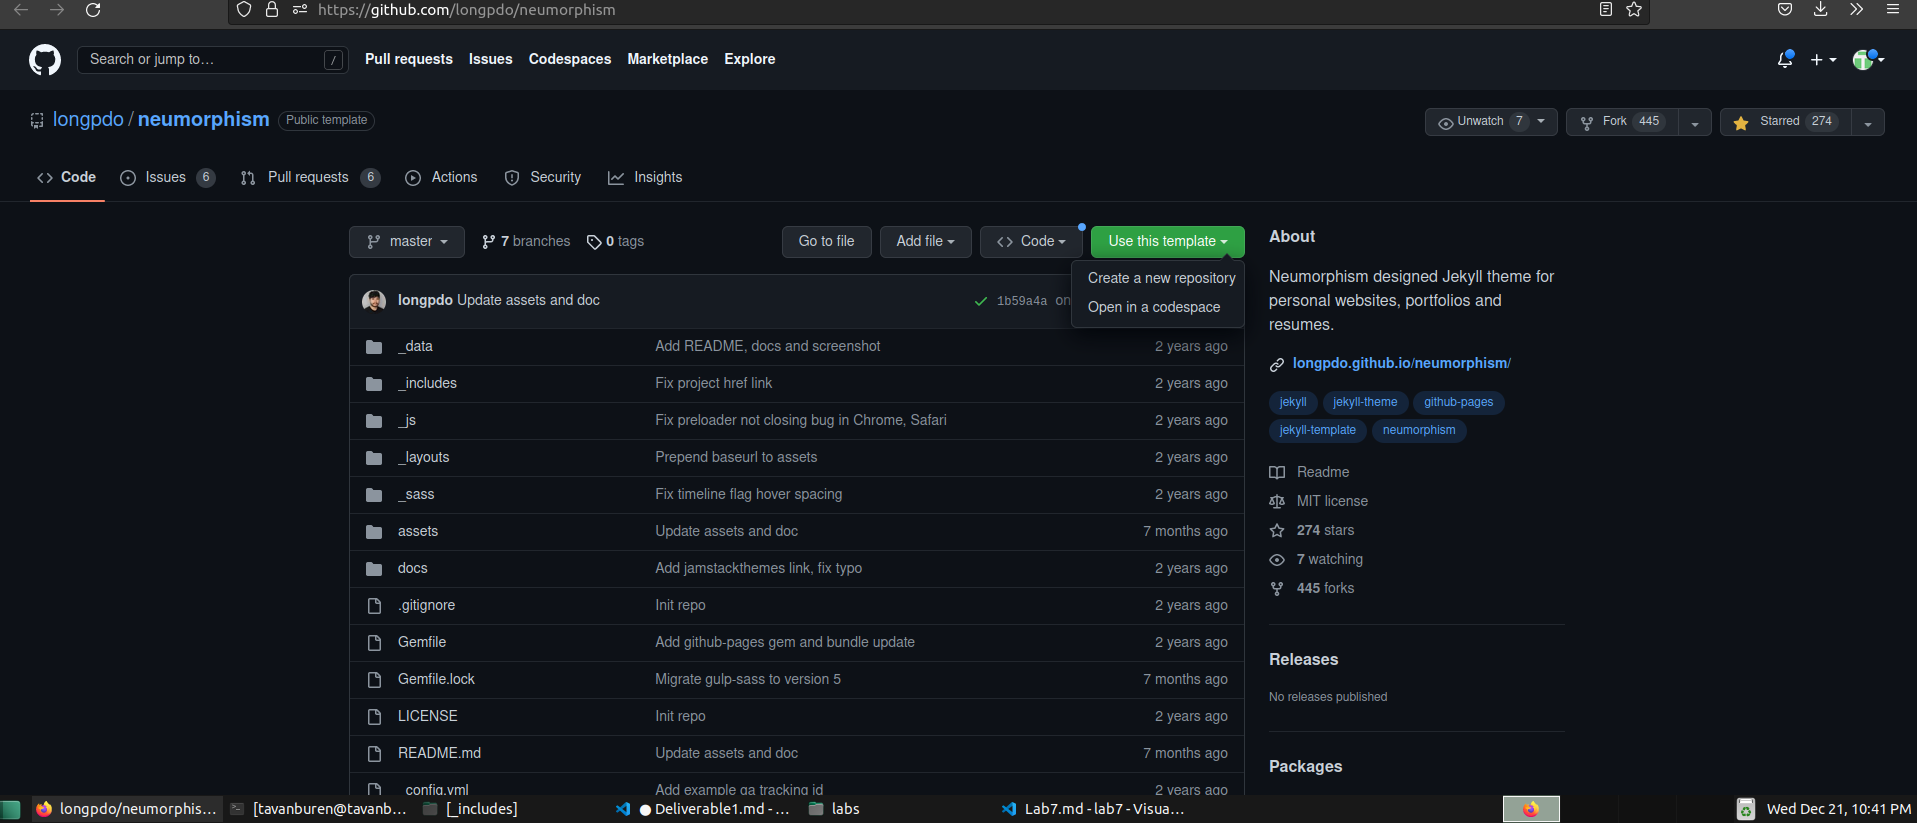 https://github.com/longpdo/neumorphism
Search or jump to…
/
Pull requests
Issues
Codespaces
Marketplace
Explore
longpdo / neumorphism
Public template
Unwatch 7
Fork 445
Starred 274
Code
Issues 6
Pull requests 6
Actions
Security
Insights
master
7 branches
0 tags
Go to file
Add file
Code
Use this template
Create a new repository
Open in a codespace
longpdo Update assets and doc
1b59a4a on
_data Add README, docs and screenshot 2 years ago
_includes Fix project href link 2 years ago
_js Fix preloader not closing bug in Chrome, Safari 2 years ago
_layouts Prepend baseurl to assets 2 years ago
_sass Fix timeline flag hover spacing 2 years ago
assets Update assets and doc 7 months ago
docs Add jamstackthemes link, fix typo 2 years ago
.gitignore Init repo 2 years ago
Gemfile Add github-pages gem and bundle update 2 years ago
Gemfile.lock Migrate gulp-sass to version 5 7 months ago
LICENSE Init repo 2 years ago
README.md Update assets and doc 7 months ago
_config.yml Add example ga tracking id 2 years ago
About
Neumorphism designed Jekyll theme for
personal websites, portfolios and
resumes.
longpdo.github.io/neumorphism/
jekyll jekyll-theme github-pages
jekyll-template neumorphism
Readme
MIT license
274 stars
7 watching
445 forks
Releases
No releases published
Packages
longpdo/neumorphis…
[tavanburen@tavanb…
[_includes]
● Deliverable1.md - …
labs
Lab7.md - lab7 - Visua…
Wed Dec 21, 10:41 PM